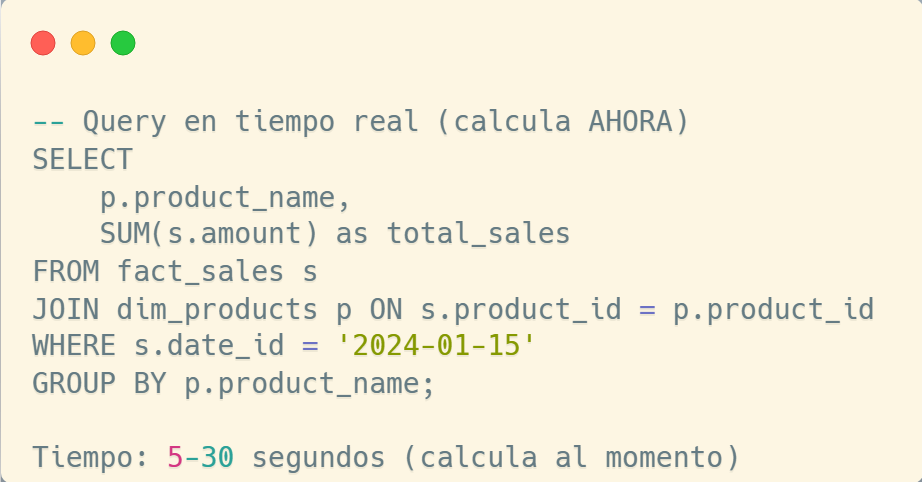 -- Query en tiempo real (calcula AHORA)
SELECT
    p.product_name,
    SUM(s.amount) as total_sales
FROM fact_sales s
JOIN dim_products p ON s.product_id = p.product_id
WHERE s.date_id = '2024-01-15'
GROUP BY p.product_name;

Tiempo: 5-30 segundos (calcula al momento)